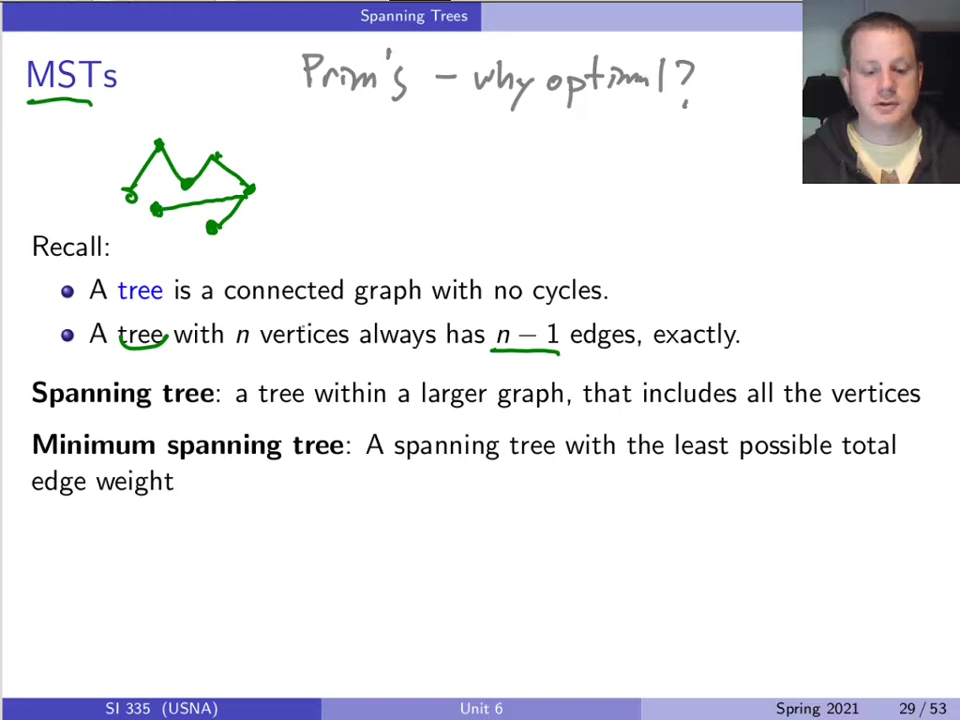 Spanning Trees
MSTs
Prim's - why optimal?
Recall:
A tree is a connected graph with no cycles.
A tree with n vertices always has n − 1 edges, exactly.
Spanning tree: a tree within a larger graph, that includes all the vertices
Minimum spanning tree: A spanning tree with the least possible total
edge weight
SI 335 (USNA) Unit 6 Spring 2021 29 / 53